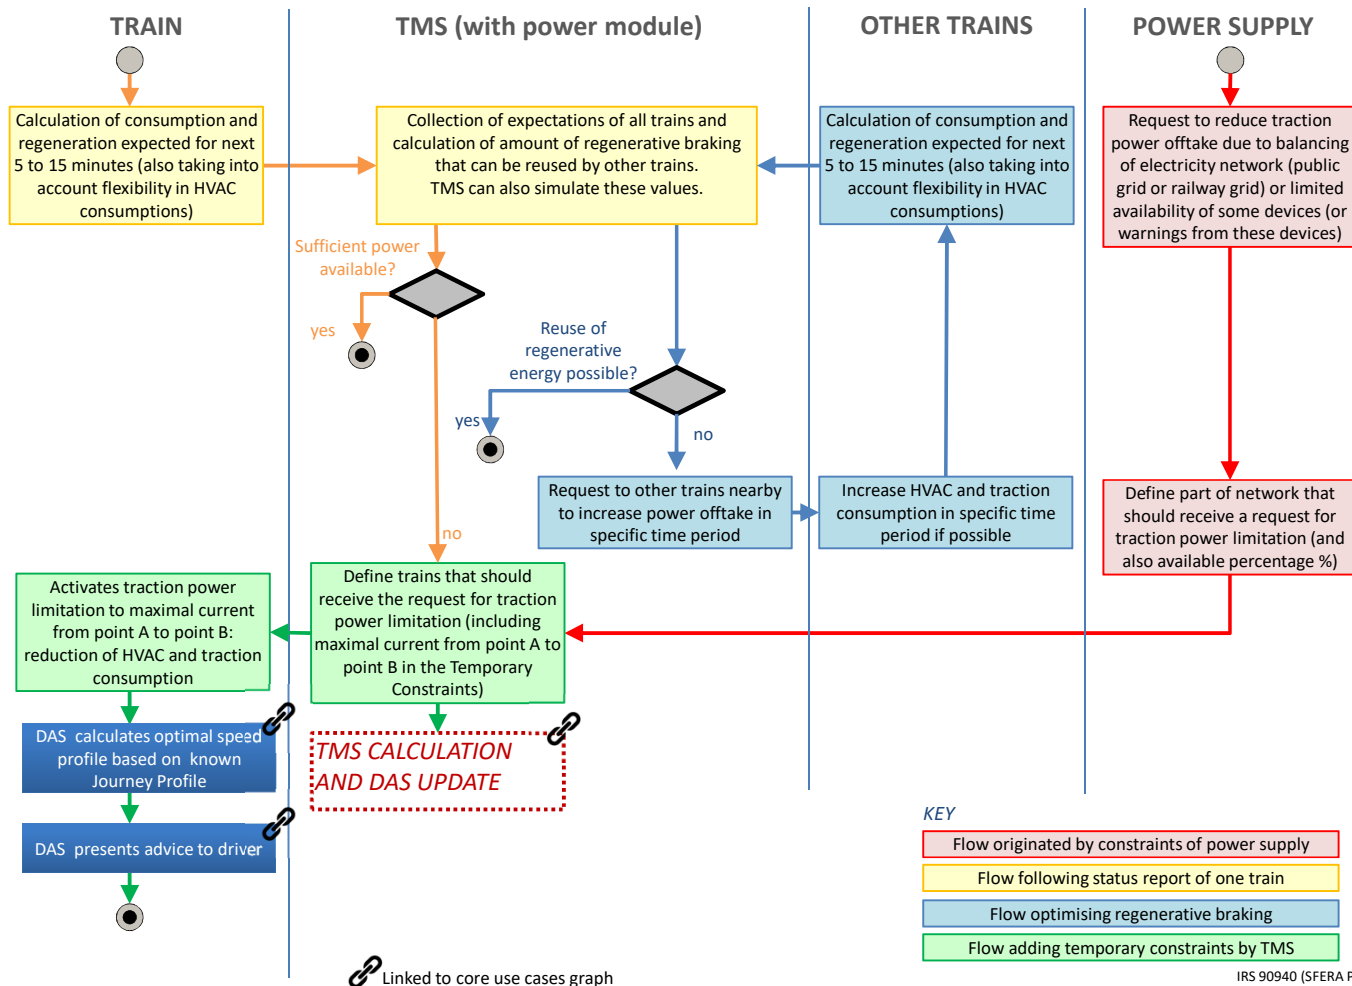 TRAIN
TMS (with power module)
OTHER TRAINS
POWER SUPPLY
Calculation of consumption and
regeneration expected for next
5 to 15 minutes (also taking into
account flexibility in HVAC
consumptions)
Collection of expectations of all trains and
calculation of amount of regenerative braking
that can be reused by other trains.
TMS can also simulate these values.
Calculation of consumption and
regeneration expected for next
5 to 15 minutes (also taking into
account flexibility in HVAC
consumptions)
Request to reduce traction
power offtake due to balancing
of electricity network (public
grid or railway grid) or limited
availability of some devices (or
warnings from these devices)
Sufficient power
available?
yes
Reuse of
regenerative
energy possible?
yes
no
Request to other trains nearby
to increase power offtake in
specific time period
Increase HVAC and traction
consumption in specific time
period if possible
Define part of network that
should receive a request for
traction power limitation (and
also available percentage %)
no
Activates traction power
limitation to maximal current
from point A to point B:
reduction of HVAC and traction
consumption
Define trains that should
receive the request for traction
power limitation (including
maximal current from point A to
point B in the Temporary
Constraints)
DAS calculates optimal speed
profile based on known
Journey Profile
TMS CALCULATION
AND DAS UPDATE
DAS presents advice to driver
KEY
Flow originated by constraints of power supply
Flow following status report of one train
Flow optimising regenerative braking
Flow adding temporary constraints by TMS
Linked to core use cases graph
IRS 90940 (SFERA P